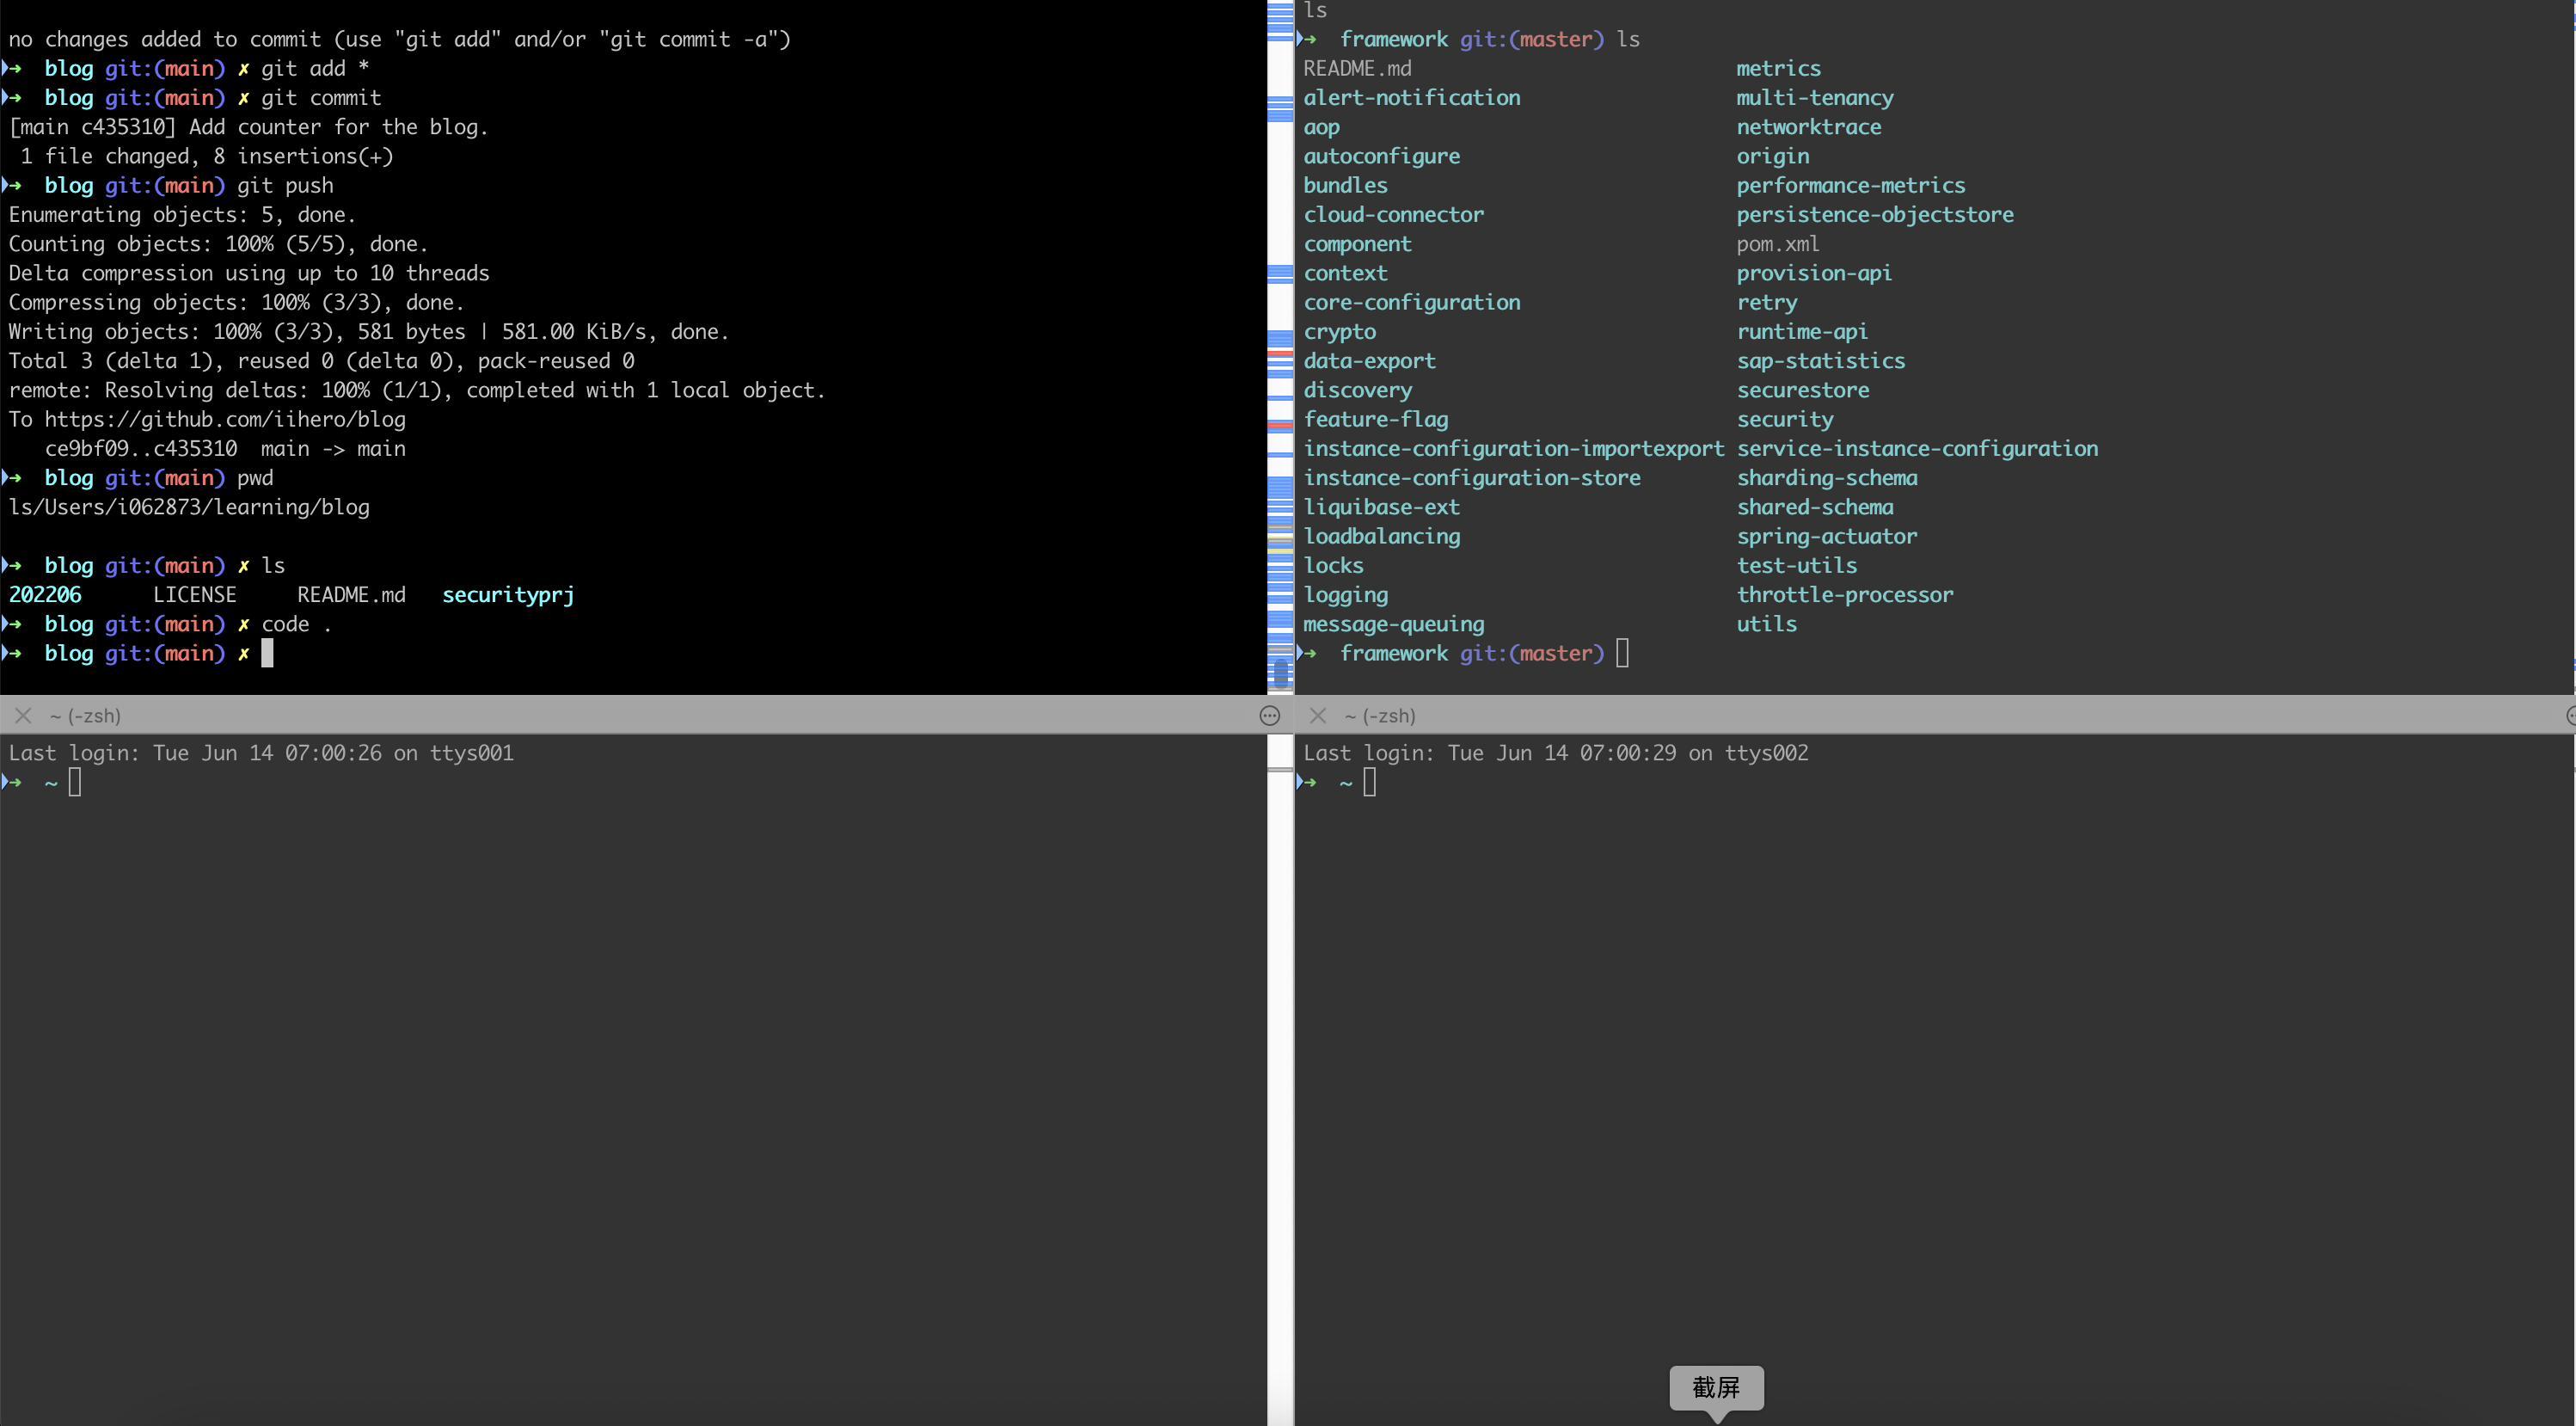 no changes added to commit (use "git add" and/or "git commit -a")
➜  blog git:(main) ✗ git add *
➜  blog git:(main) ✗ git commit
[main c435310] Add counter for the blog.
 1 file changed, 8 insertions(+)
➜  blog git:(main) git push
Enumerating objects: 5, done.
Counting objects: 100% (5/5), done.
Delta compression using up to 10 threads
Compressing objects: 100% (3/3), done.
Writing objects: 100% (3/3), 581 bytes | 581.00 KiB/s, done.
Total 3 (delta 1), reused 0 (delta 0), pack-reused 0
remote: Resolving deltas: 100% (1/1), completed with 1 local object.
To https://github.com/iihero/blog
   ce9bf09..c435310  main -> main
➜  blog git:(main) pwd
ls/Users/i062873/learning/blog
➜  blog git:(main) ✗ ls
202206      LICENSE     README.md   securityprj
➜  blog git:(main) ✗ code .
➜  blog git:(main) ✗
ls
➜  framework git:(master) ls
README.md                           metrics
alert-notification                  multi-tenancy
aop                                 networktrace
autoconfigure                       origin
bundles                             performance-metrics
cloud-connector                     persistence-objectstore
component                           pom.xml
context                             provision-api
core-configuration                  retry
crypto                              runtime-api
data-export                         sap-statistics
discovery                           securestore
feature-flag                        security
instance-configuration-importexport service-instance-configuration
instance-configuration-store        sharding-schema
liquibase-ext                       shared-schema
loadbalancing                       spring-actuator
locks                               test-utils
logging                             throttle-processor
message-queuing                     utils
➜  framework git:(master)
~ (-zsh)
Last login: Tue Jun 14 07:00:26 on ttys001
➜  ~
~ (-zsh)
Last login: Tue Jun 14 07:00:29 on ttys002
➜  ~
截屏